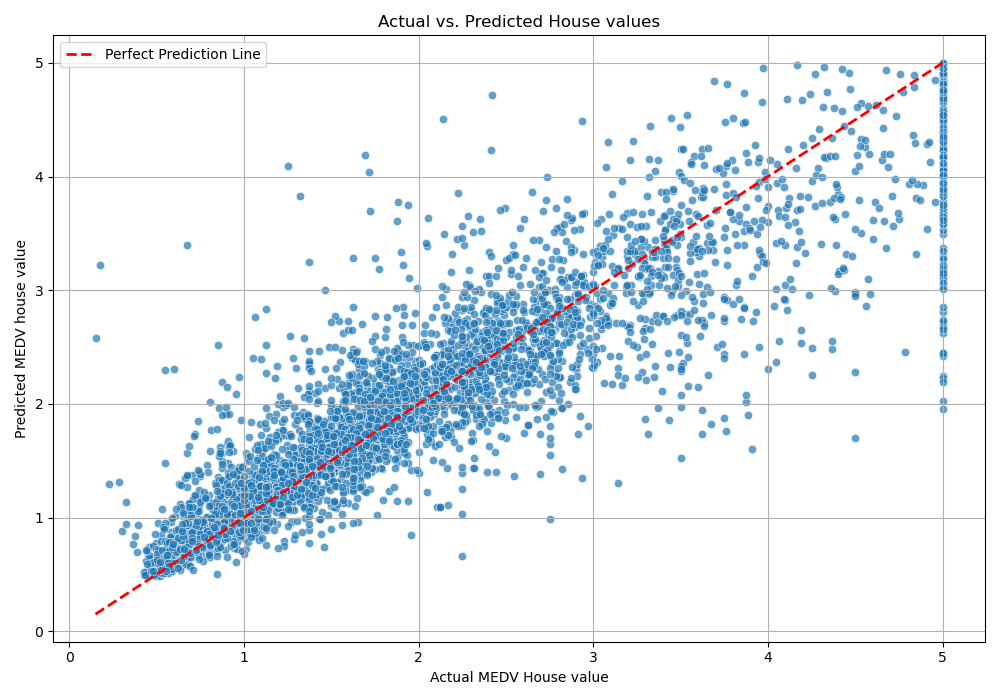 Actual vs. Predicted House values
Perfect Prediction Line
Predicted MEDV house value
5
4
3
2
1
0
0 1 2 3 4 5
Actual MEDV House value